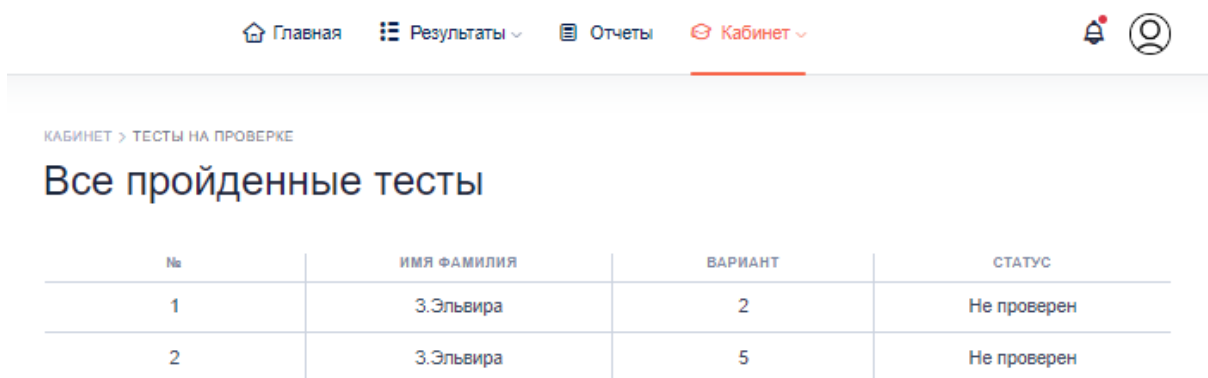 Главная Результаты Отчеты Кабинет
КАБИНЕТ > ТЕСТЫ НА ПРОВЕРКЕ
Все пройденные тесты
№ ИМЯ ФАМИЛИЯ ВАРИАНТ СТАТУС
1 З.Эльвира 2 Не проверен
2 З.Эльвира 5 Не проверен